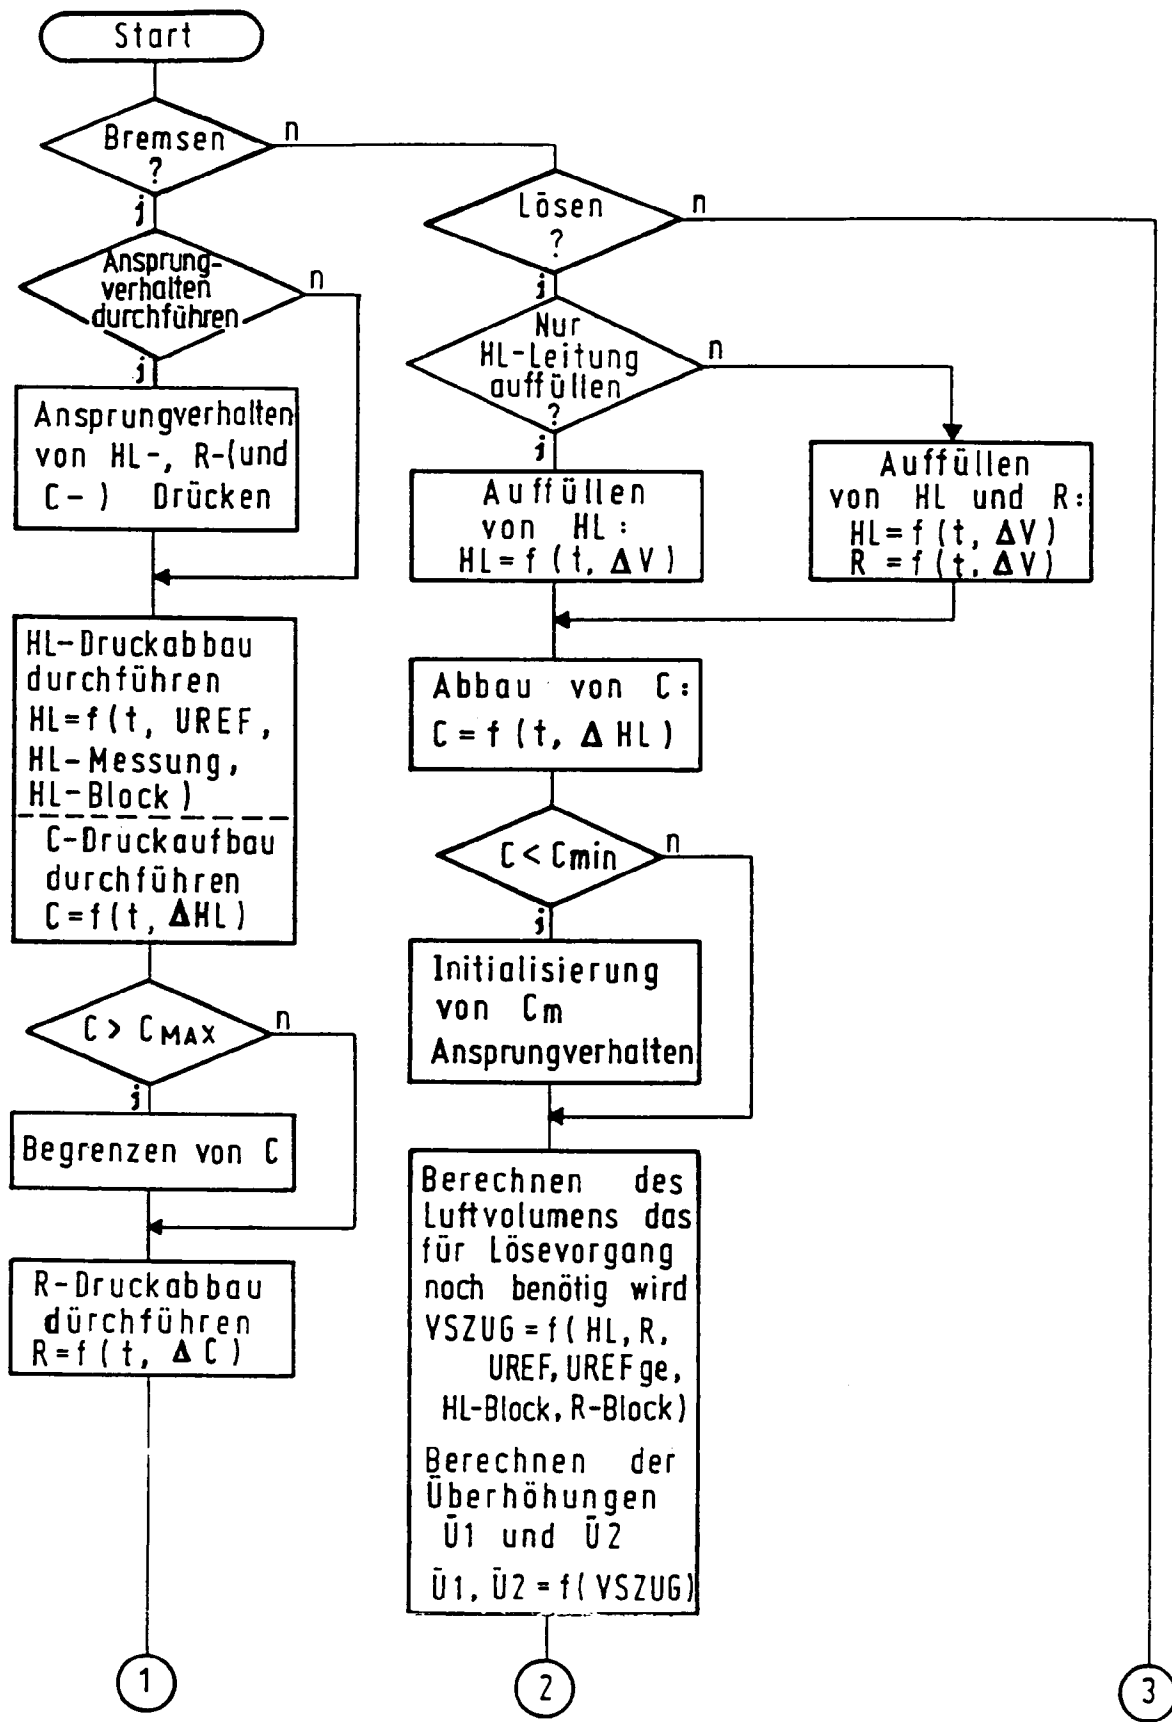 Start
Bremsen
?
n
j
Ansprung-
verhalten
durchführen
n
j
Ansprungverhalten
von HL-, R-(und
C-) Drücken
HL-Druckabbau
durchführen
HL=f(t, UREF,
HL-Messung,
HL-Block)
C-Druckaufbau
durchführen
C=f(t, ΔHL)
C > CMAX
n
j
Begrenzen von C
R-Druckabbau
dürchführen
R=f(t, ΔC)
1
Lösen
?
n
j
Nur
HL-Leitung
auffüllen
?
n
j
Auffüllen
von HL:
HL=f(t, ΔV)
Auffüllen
von HL und R:
HL=f(t, ΔV)
R=f(t, ΔV)
Abbau von C:
C=f(t, ΔHL)
C < Cmin
n
j
Initialisierung
von Cm
Ansprungverhalten
Berechnen des
Luftvolumens das
für Lösevorgang
noch benötig wird
VSZUG=f(HL, R,
UREF, UREFge,
HL-Block, R-Block)
Berechnen der
Überhöhungen
Ü1 und Ü2
Ü1, Ü2=f(VSZUG)
2
3